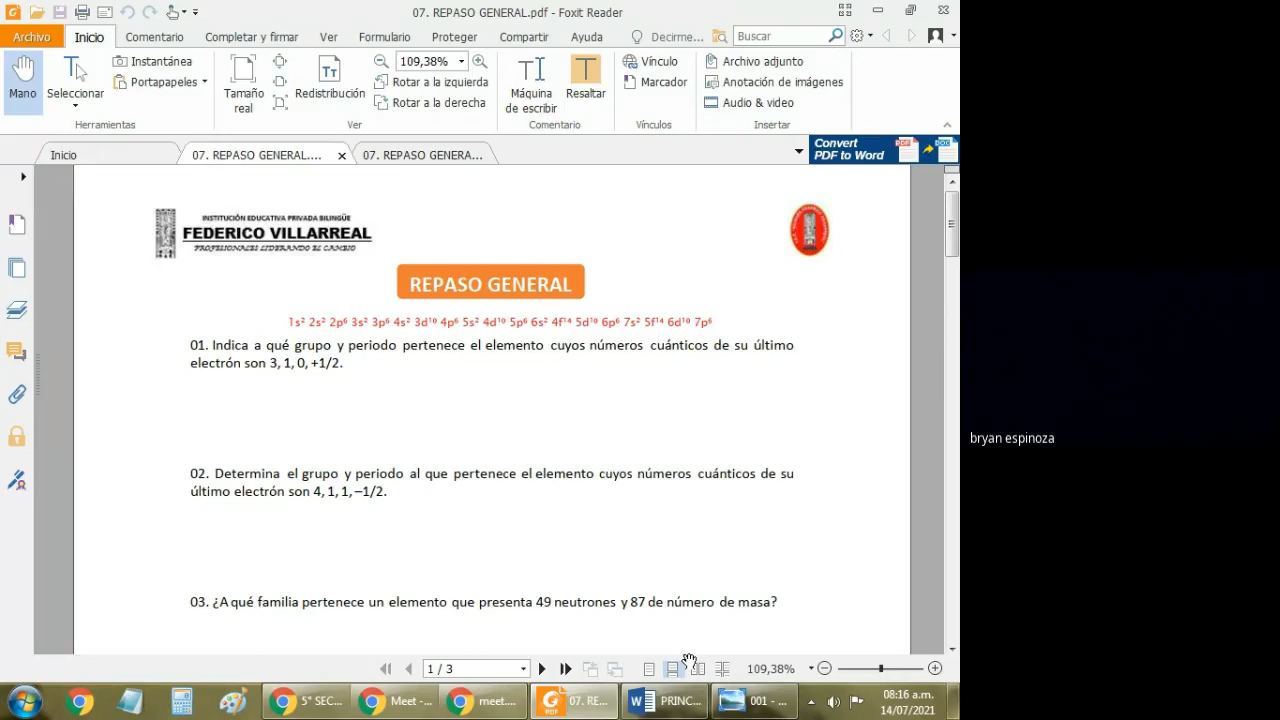 07. REPASO GENERAL.pdf - Foxit Reader
Archivo Inicio Comentario Completar y firmar Ver Formulario Proteger Compartir Ayuda Decirme... Buscar
Mano
Seleccionar
Instantánea
Portapapeles
Herramientas
Tamaño real
Redistribución
109,38%
Rotar a la izquierda
Rotar a la derecha
Ver
Máquina de escribir
Resaltar
Comentario
Vínculo
Marcador
Vínculos
Archivo adjunto
Anotación de imágenes
Audio & video
Insertar
Inicio 07. REPASO GENERAL.... 07. REPASO GENERA...
Convert
PDF to Word
INSTITUCIÓN EDUCATIVA PRIVADA BILINGÜE
FEDERICO VILLARREAL
PROFESIONALES LIDERANDO EL CAMBIO
REPASO GENERAL
1s² 2s² 2p⁶ 3s² 3p⁶ 4s² 3d¹⁰ 4p⁶ 5s² 4d¹⁰ 5p⁶ 6s² 4f¹⁴ 5d¹⁰ 6p⁶ 7s² 5f¹⁴ 6d¹⁰ 7p⁶
01. Indica a qué grupo y periodo pertenece el elemento cuyos números cuánticos de su último
electrón son 3, 1, 0, +1/2.
02. Determina el grupo y periodo al que pertenece el elemento cuyos números cuánticos de su
último electrón son 4, 1, 1, –1/2.
03. ¿A qué familia pertenece un elemento que presenta 49 neutrones y 87 de número de masa?
bryan espinoza
1 / 3
109,38%
5° SEC... Meet -... meet.... 07. RE... PRINC... 001 - ...
08:16 a.m.
14/07/2021